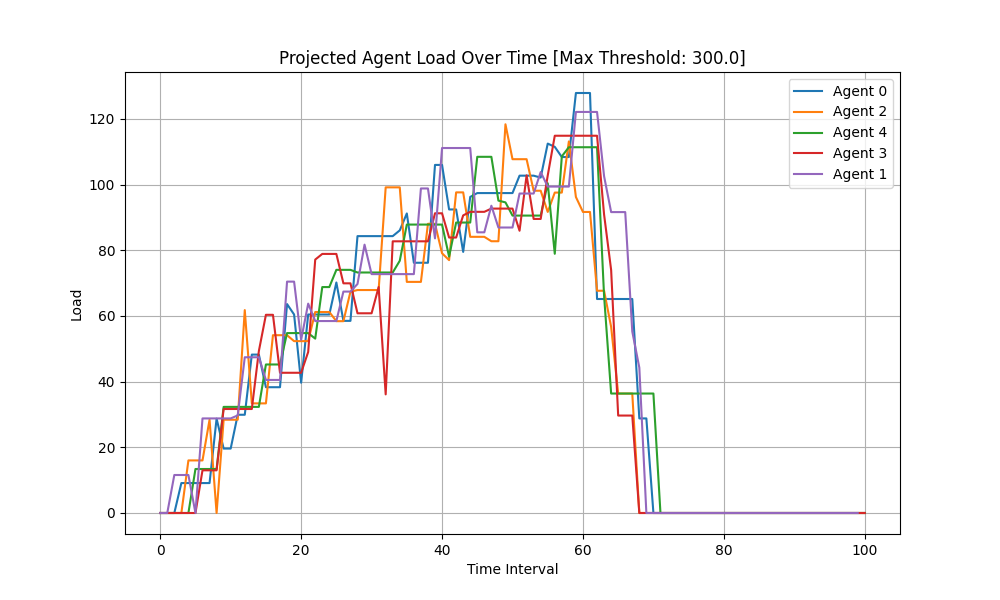 Projected Agent Load Over Time [Max Threshold: 300.0]
Agent 0
Agent 2
Agent 4
Agent 3
Agent 1
Load
120
100
80
60
40
20
0
0 20 40 60 80 100
Time Interval